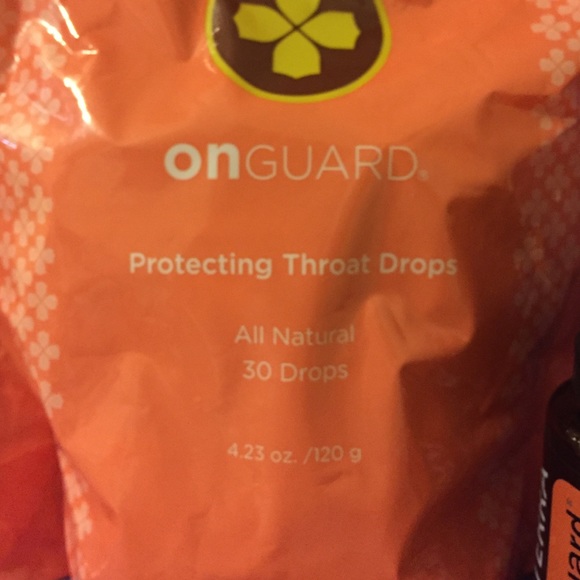 onGUARD®
Protecting Throat Drops
All Natural
30 Drops
4.23 oz. /120 g